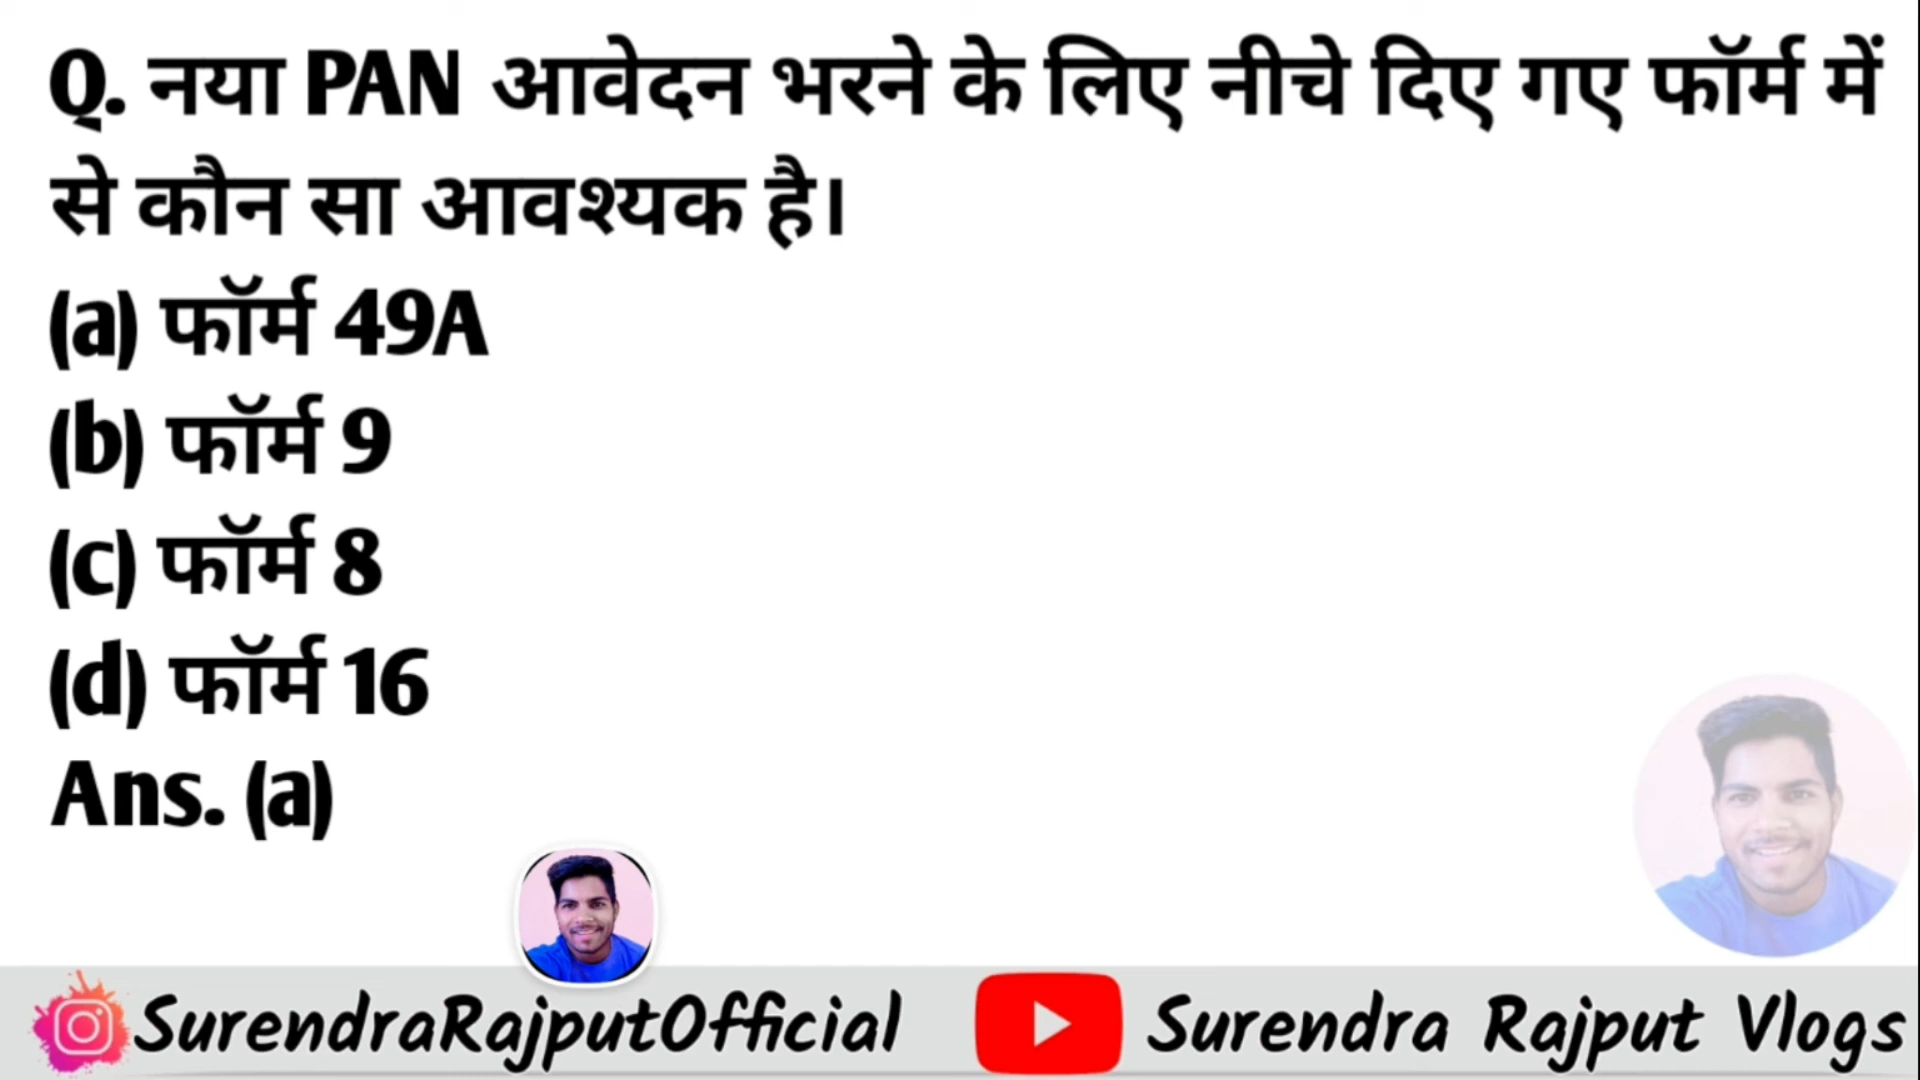 Q. नया PAN आवेदन भरने के लिए नीचे दिए गए फॉर्म में
से कौन सा आवश्यक है।
(a) फॉर्म 49A
(b) फॉर्म 9
(c) फॉर्म 8
(d) फॉर्म 16
Ans. (a)
SurendraRajputOfficial Surendra Rajput Vlogs